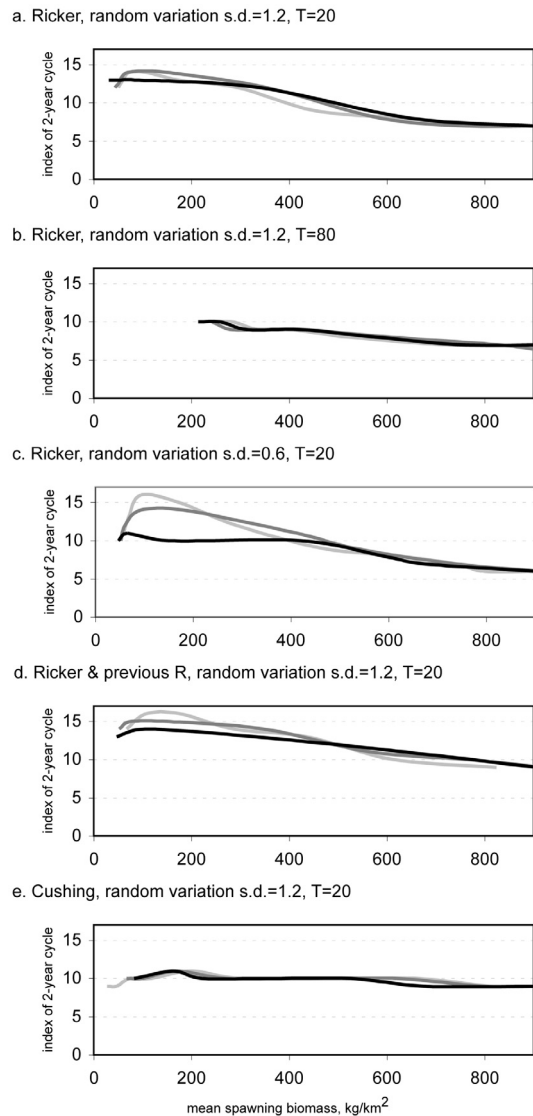 a. Ricker, random variation s.d.=1.2, T=20
index of 2-year cycle
15
10
5
0
0 200 400 600 800
b. Ricker, random variation s.d.=1.2, T=80
index of 2-year cycle
15
10
5
0
0 200 400 600 800
c. Ricker, random variation s.d.=0.6, T=20
index of 2-year cycle
15
10
5
0
0 200 400 600 800
d. Ricker & previous R, random variation s.d.=1.2, T=20
index of 2-year cycle
15
10
5
0
0 200 400 600 800
e. Cushing, random variation s.d.=1.2, T=20
index of 2-year cycle
15
10
5
0
0 200 400 600 800
mean spawning biomass, kg/km²